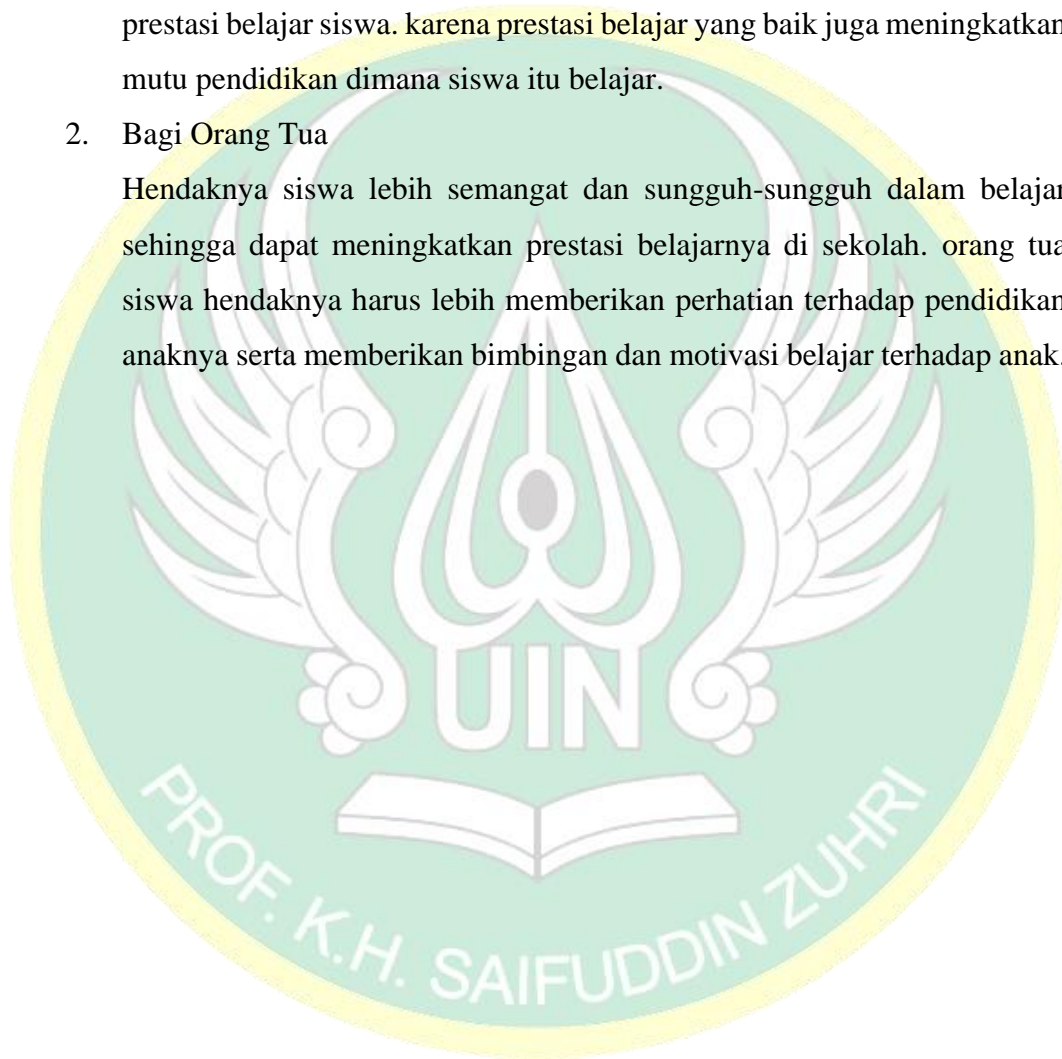 prestasi belajar siswa. karena prestasi belajar yang baik juga meningkatkan
mutu pendidikan dimana siswa itu belajar.
2. Bagi Orang Tua
Hendaknya siswa lebih semangat dan sungguh-sungguh dalam belajar
sehingga dapat meningkatkan prestasi belajarnya di sekolah. orang tua
siswa hendaknya harus lebih memberikan perhatian terhadap pendidikan
anaknya serta memberikan bimbingan dan motivasi belajar terhadap anak.
UIN
PROF. K.H. SAIFUDDIN ZUHRI